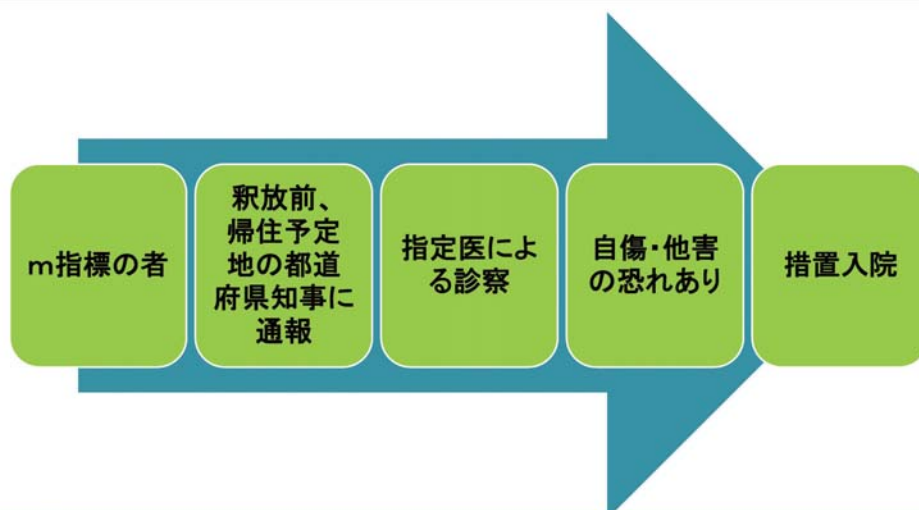 m指標の者
釈放前、
帰住予定
地の都道
府県知事に
通報
指定医によ
る診察
自傷・他害
の恐れあり
措置入院